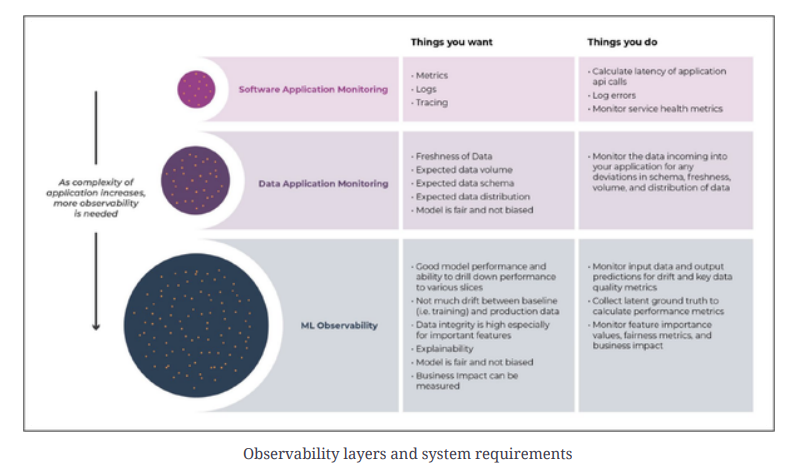 Things you want
Things you do
Software Application Monitoring
• Metrics
• Logs
• Tracing
• Calculate latency of application
api calls
• Log errors
• Monitor service health metrics
As complexity of
application increases,
more observability
is needed
Data Application Monitoring
• Freshness of Data
• Expected data volume
• Expected data schema
• Expected data distribution
• Model is fair and not biased
• Monitor the data incoming into
your application for any
deviations in schema, freshness,
volume, and distribution of data
ML Observability
• Good model performance and
ability to drill down performance
to various slices
• Not much drift between baseline
(i.e. training) and production data
• Data integrity is high especially
for important features
• Explainability
• Model is fair and not biased
• Business Impact can be
measured
• Monitor input data and output
predictions for drift and key data
quality metrics
• Collect latent ground truth to
calculate performance metrics
• Monitor feature importance
values, fairness metrics, and
business impact
Observability layers and system requirements